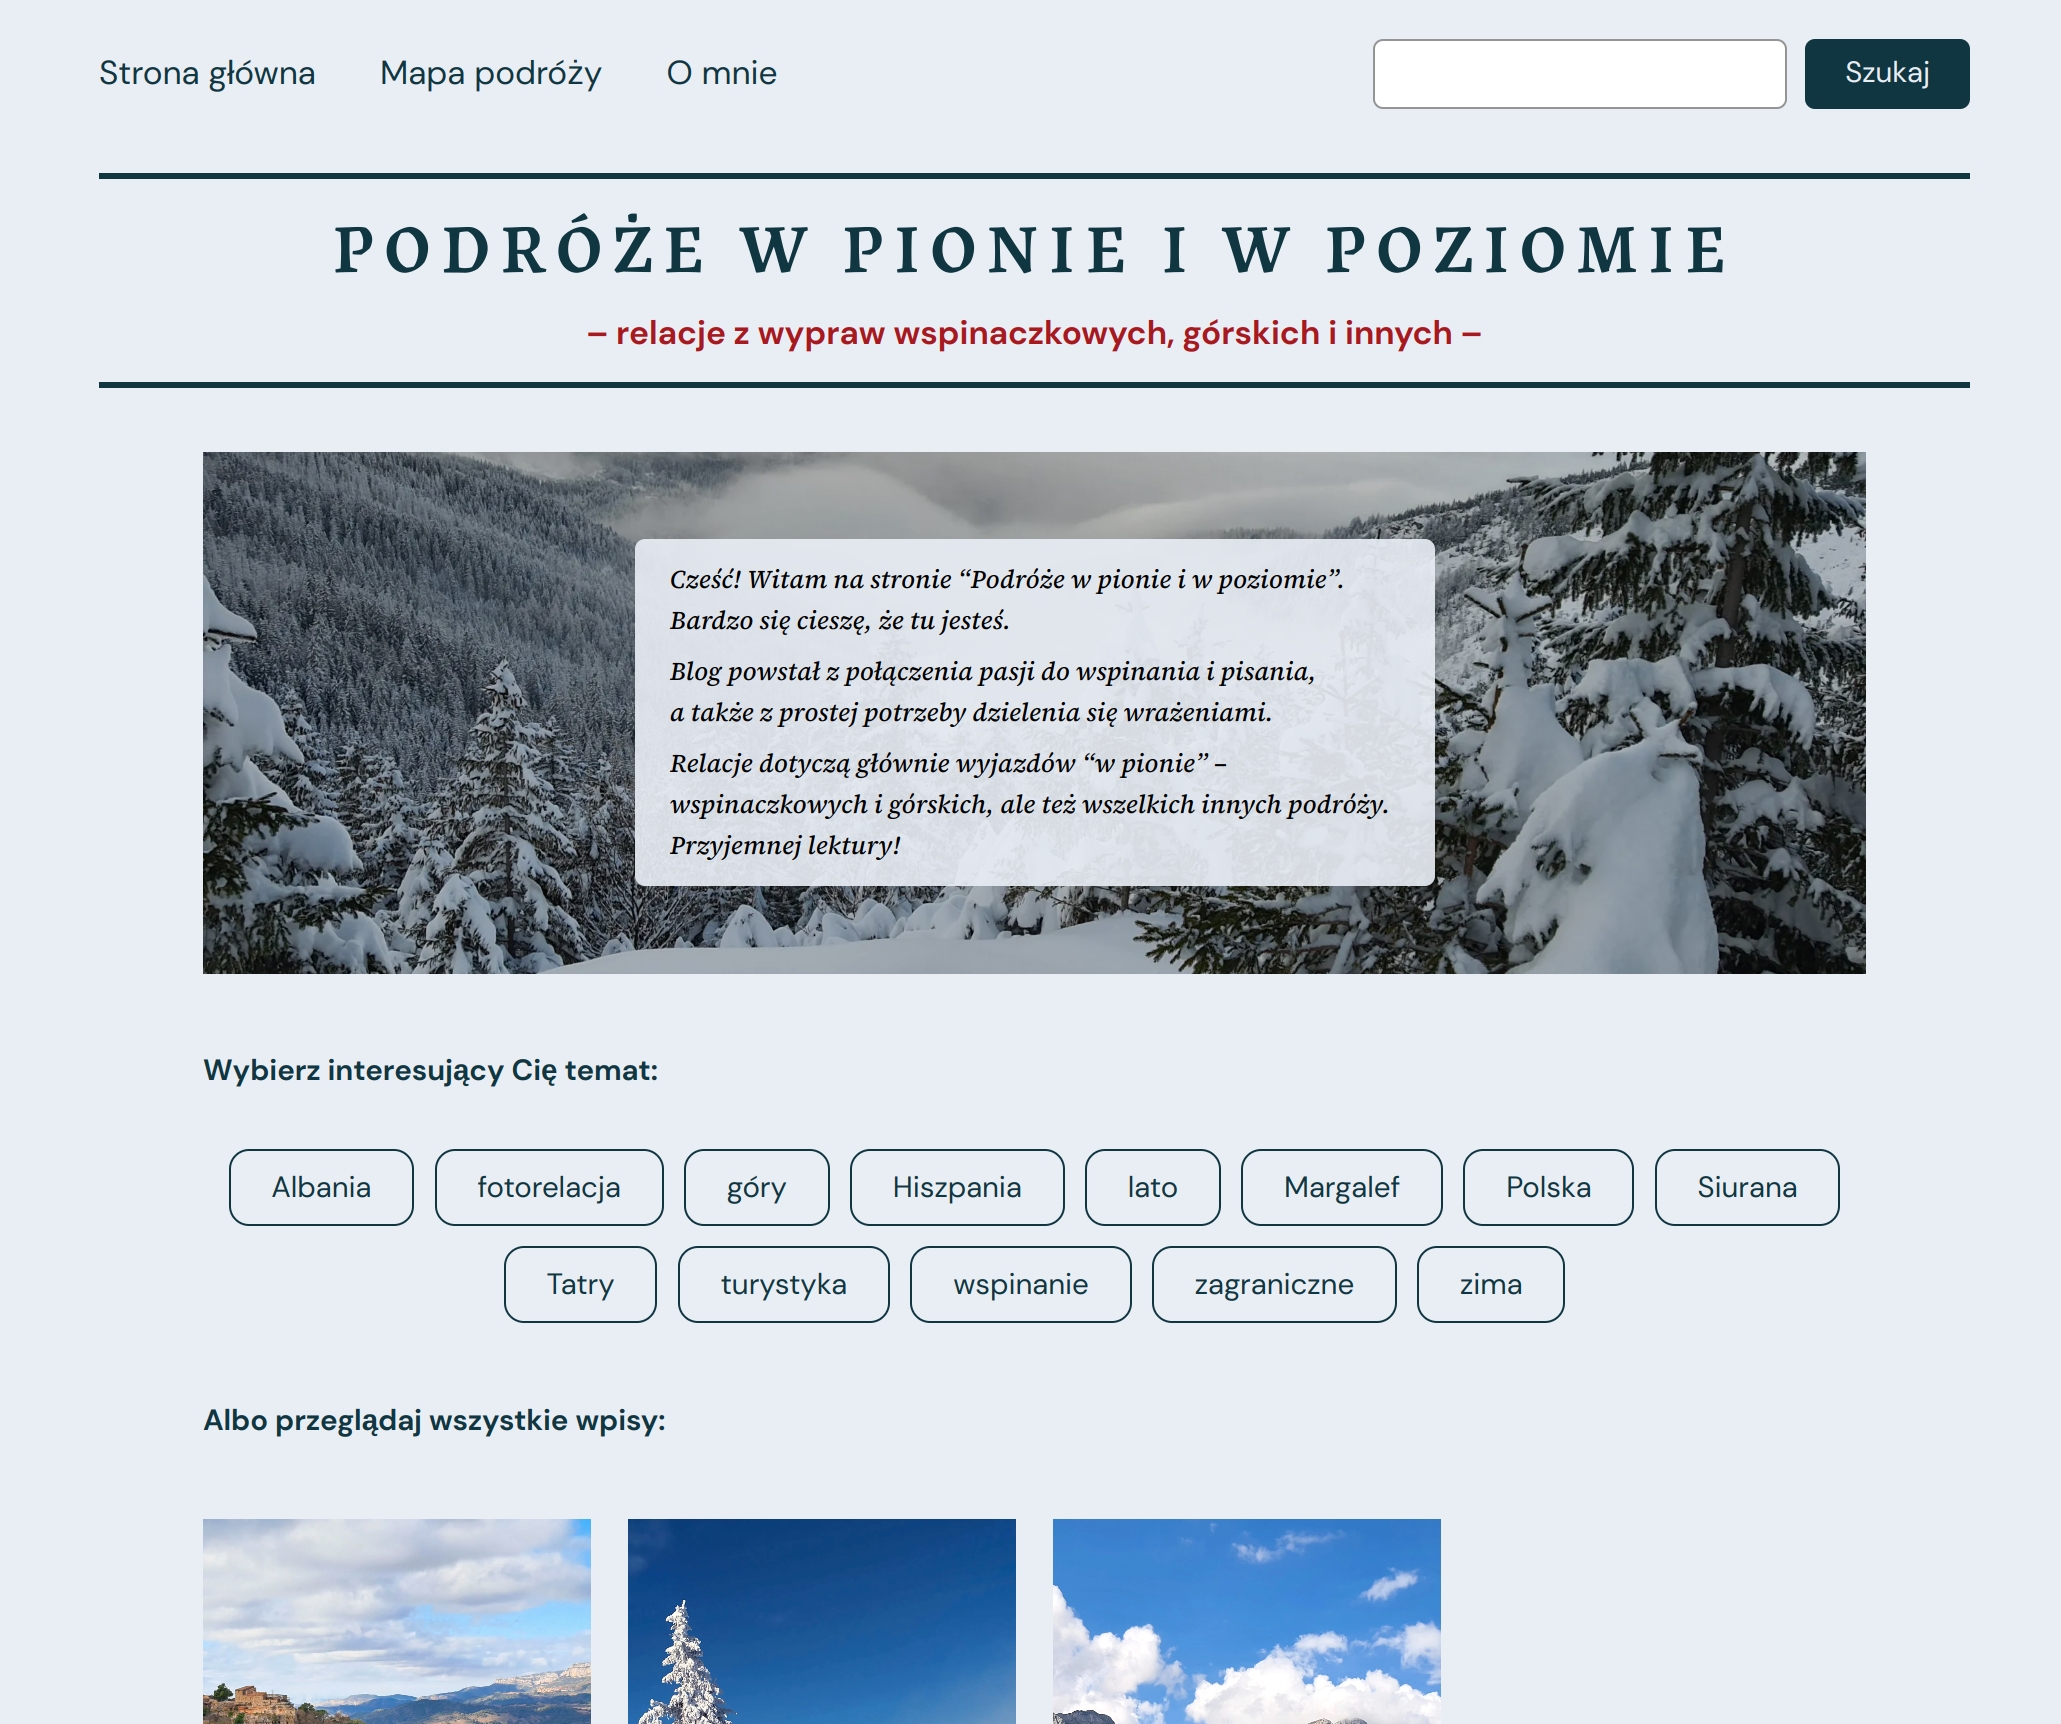 Strona główna
Mapa podróży
O mnie
Szukaj
PODRÓŻE W PIONIE I W POZIOMIE
– relacje z wypraw wspinaczkowych, górskich i innych –
Cześć! Witam na stronie “Podróże w pionie i w poziomie”.
Bardzo się cieszę, że tu jesteś.
Blog powstał z połączenia pasji do wspinania i pisania,
a także z prostej potrzeby dzielenia się wrażeniami.
Relacje dotyczą głównie wyjazdów “w pionie” –
wspinaczkowych i górskich, ale też wszelkich innych podróży.
Przyjemnej lektury!
Wybierz interesujący Cię temat:
Albania
fotorelacja
góry
Hiszpania
lato
Margalef
Polska
Siurana
Tatry
turystyka
wspinanie
zagraniczne
zima
Albo przeglądaj wszystkie wpisy: